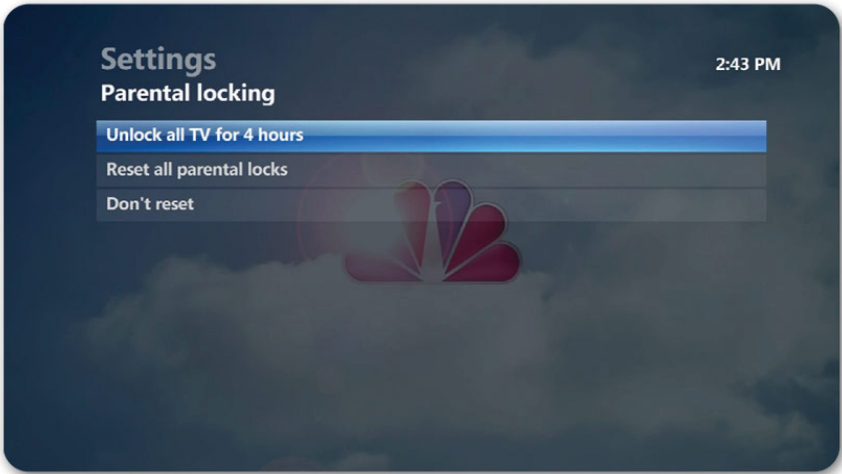 Settings
2:43 PM
Parental locking
Unlock all TV for 4 hours
Reset all parental locks
Don't reset